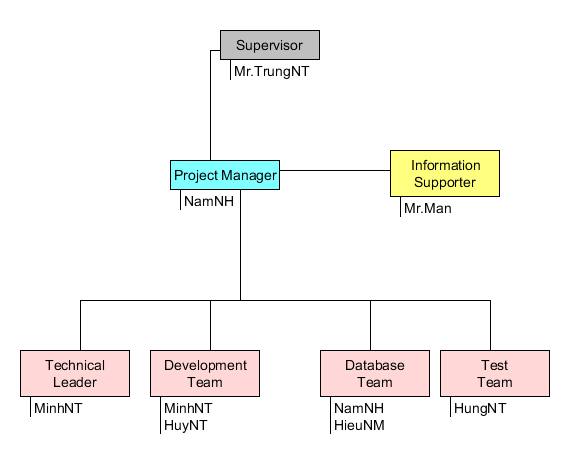 Supervisor
Mr.TrungNT
Project Manager
NamNH
Information
Supporter
Mr.Man
Technical
Leader
MinhNT
Development
Team
MinhNT
HuyNT
Database
Team
NamNH
HieuNM
Test
Team
HungNT